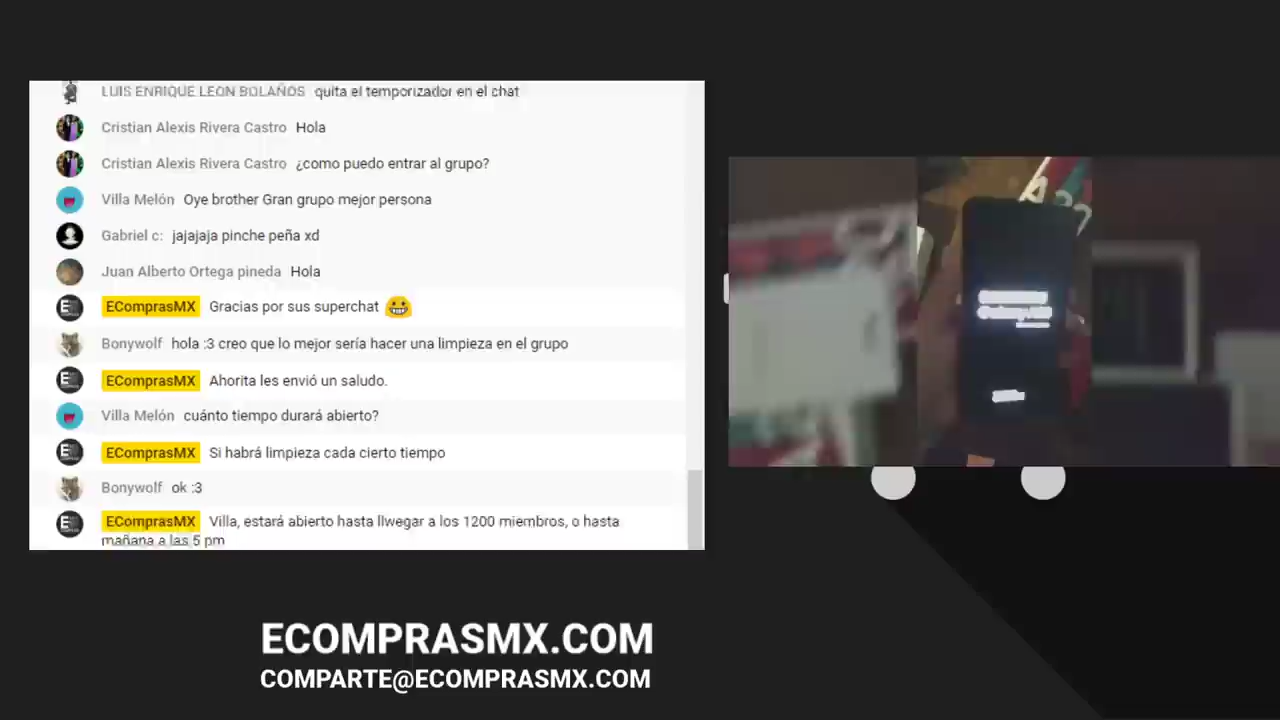 LUIS ENRIQUE LEON BOLAÑOS quita el temporizador en el chat
Cristian Alexis Rivera Castro Hola
Cristian Alexis Rivera Castro ¿como puedo entrar al grupo?
Villa Melón Oye brother Gran grupo mejor persona
Gabriel c: jajajaja pinche peña xd
Juan Alberto Ortega pineda Hola
EComprasMX Gracias por sus superchat 😁
Bonywolf hola :3 creo que lo mejor sería hacer una limpieza en el grupo
EComprasMX Ahorita les envió un saludo.
Villa Melón cuánto tiempo durará abierto?
EComprasMX Si habrá limpieza cada cierto tiempo
Bonywolf ok :3
EComprasMX Villa, estará abierto hasta llwegar a los 1200 miembros, o hasta
mañana a las 5 pm
ECOMPRASMX.COM
COMPARTE@ECOMPRASMX.COM